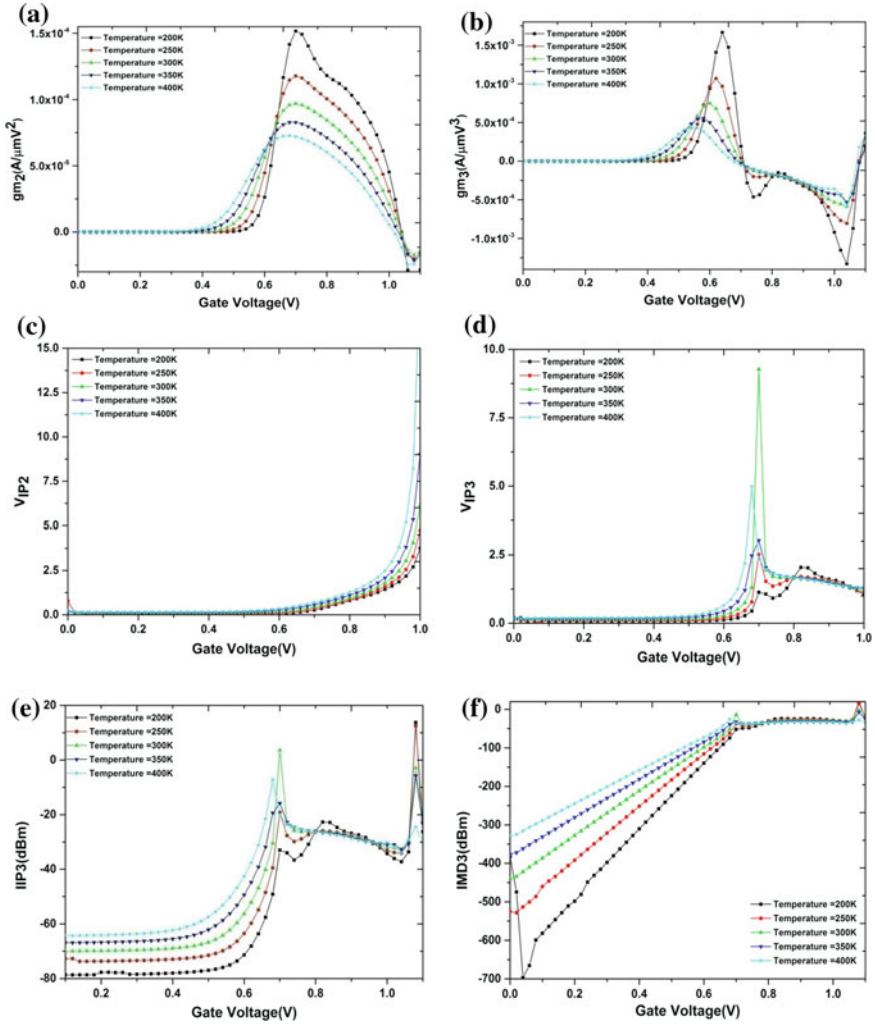 (a)
Temperature =200K
Temperature =250K
Temperature =300K
Temperature =350K
Temperature =400K
1.5x10⁻⁴
1.0x10⁻⁴
5.0x10⁻⁵
0.0
gm₂(A/μmV²)
0.0 0.2 0.4 0.6 0.8 1.0
Gate Voltage(V)
(b)
Temperature =200K
Temperature =250K
Temperature =300K
Temperature =350K
Temperature =400K
1.5x10⁻³
1.0x10⁻³
5.0x10⁻⁴
0.0
-5.0x10⁻⁴
-1.0x10⁻³
gm₃(A/μmV³)
0.0 0.2 0.4 0.6 0.8 1.0
Gate Voltage(V)
(c)
Temperature =200K
Temperature =250K
Temperature =300K
Temperature =350K
Temperature =400K
15.0
12.5
10.0
7.5
5.0
2.5
0.0
V_IP2
0.0 0.2 0.4 0.6 0.8 1.0
Gate Voltage(V)
(d)
Temperature =200K
Temperature =250K
Temperature =300K
Temperature =350K
Temperature =400K
10.0
7.5
5.0
2.5
0.0
V_IP3
0.0 0.2 0.4 0.6 0.8 1.0
Gate Voltage(V)
(e)
Temperature =200K
Temperature =250K
Temperature =300K
Temperature =350K
Temperature =400K
20
0
-20
-40
-60
-80
IIP3(dBm)
0.2 0.4 0.6 0.8 1.0
Gate Voltage(V)
(f)
0
-100
-200
-300
-400
-500
-600
-700
IMD3(dBm)
Temperature =200K
Temperature =250K
Temperature =300K
Temperature =350K
Temperature =400K
0.0 0.2 0.4 0.6 0.8 1.0
Gate Voltage(V)